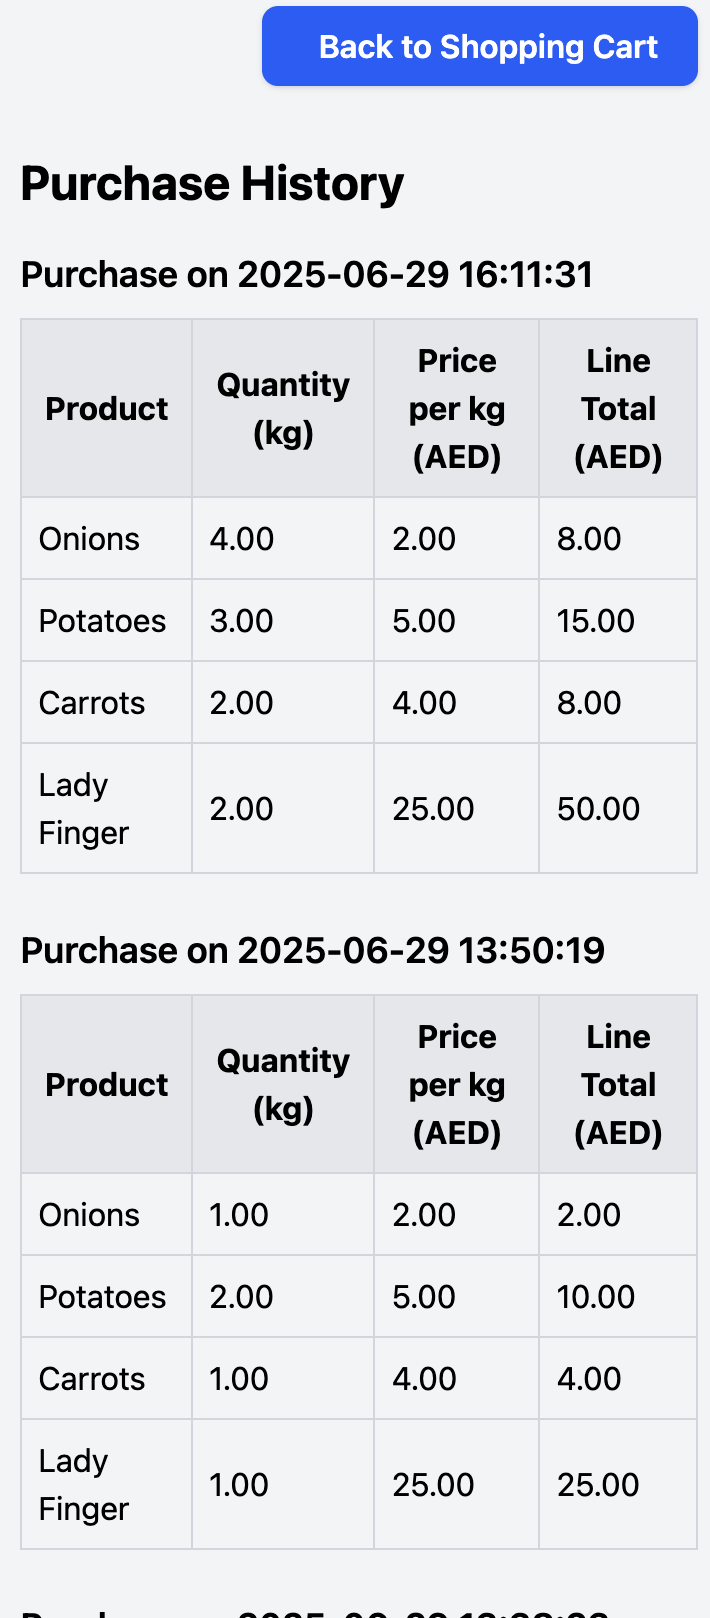 Back to Shopping Cart
Purchase History
Purchase on 2025-06-29 16:11:31
Product Quantity (kg) Price per kg (AED) Line Total (AED)
Onions 4.00 2.00 8.00
Potatoes 3.00 5.00 15.00
Carrots 2.00 4.00 8.00
Lady Finger 2.00 25.00 50.00
Purchase on 2025-06-29 13:50:19
Product Quantity (kg) Price per kg (AED) Line Total (AED)
Onions 1.00 2.00 2.00
Potatoes 2.00 5.00 10.00
Carrots 1.00 4.00 4.00
Lady Finger 1.00 25.00 25.00